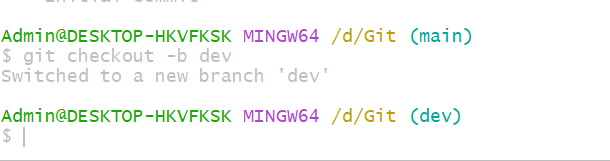 Admin@DESKTOP-HKVFKSK MINGW64 /d/Git (main)
$ git checkout -b dev
Switched to a new branch 'dev'
Admin@DESKTOP-HKVFKSK MINGW64 /d/Git (dev)
$